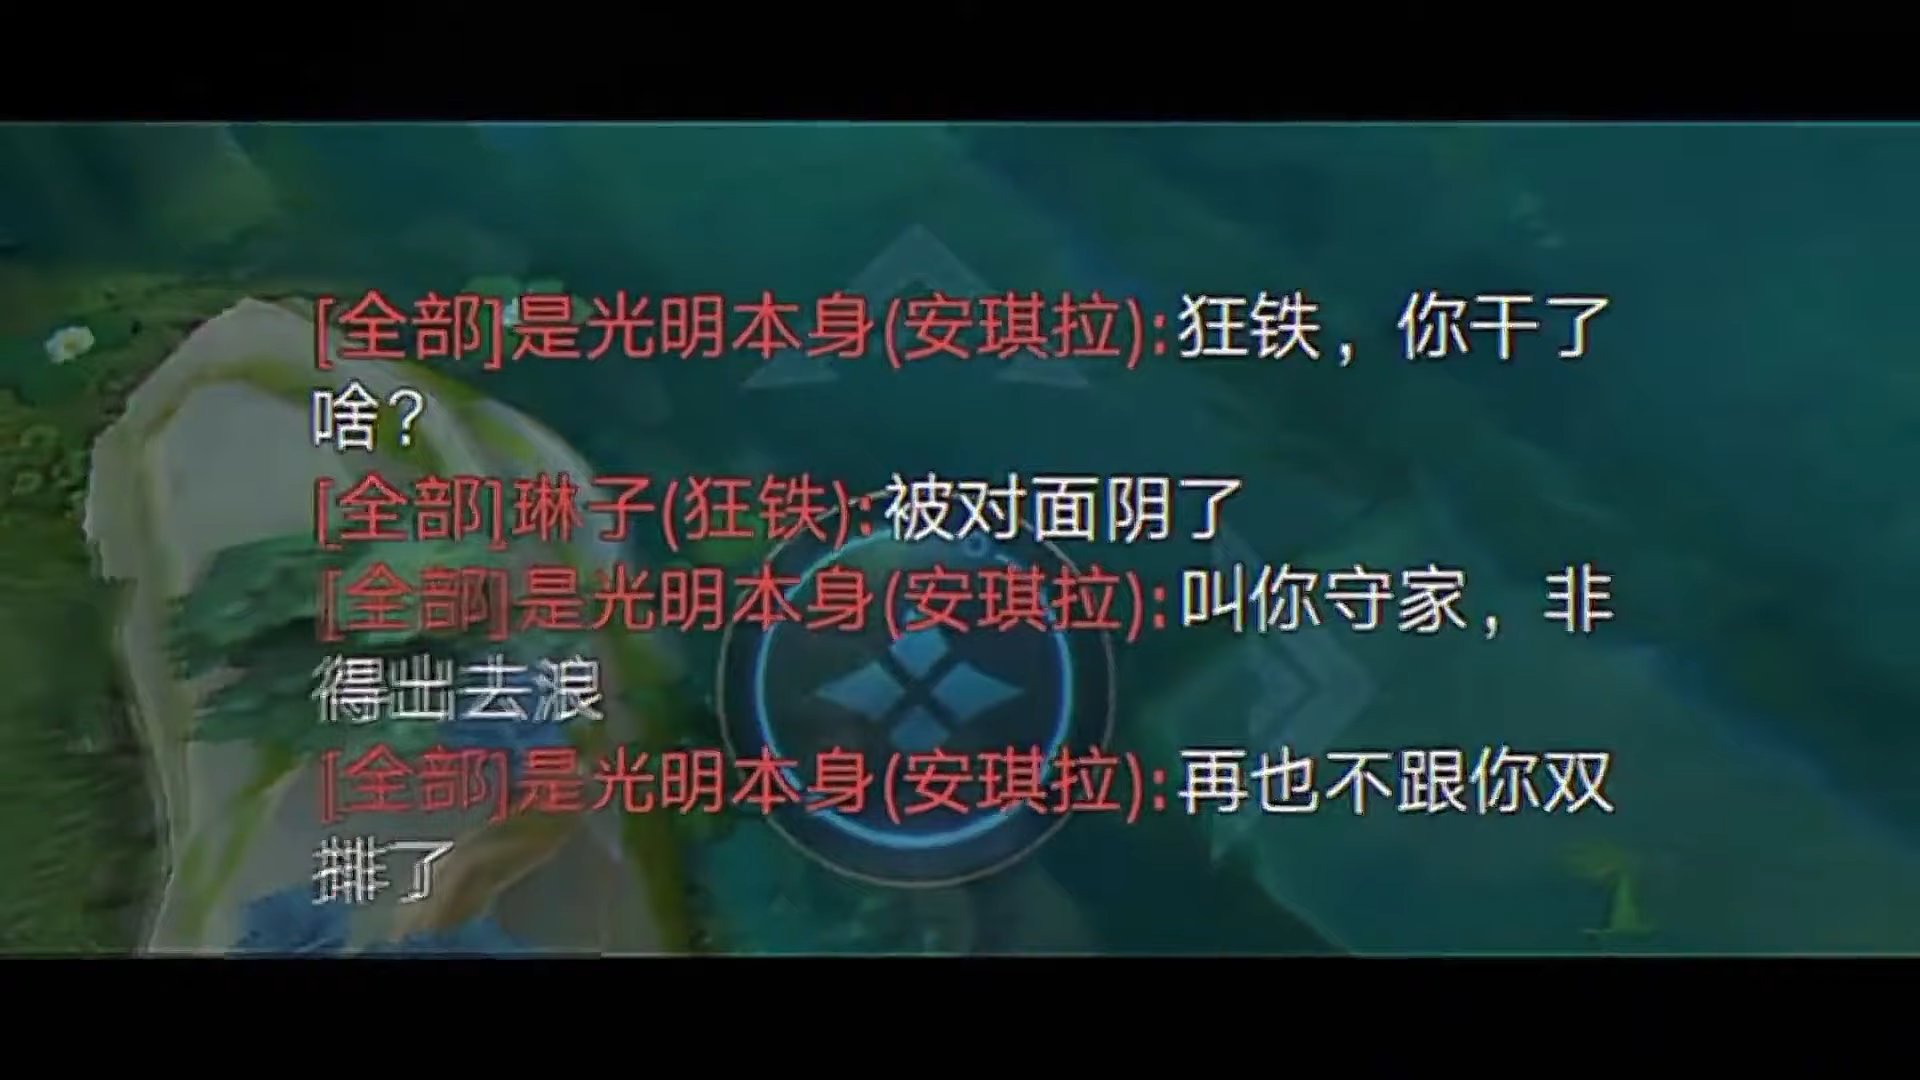 [全部]是光明本身(安琪拉):狂铁，你干了
啥?
[全部]琳子(狂铁):被对面阴了
[全部]是光明本身(安琪拉):叫你守家，非
得出去浪
[全部]是光明本身(安琪拉):再也不跟你双
排了